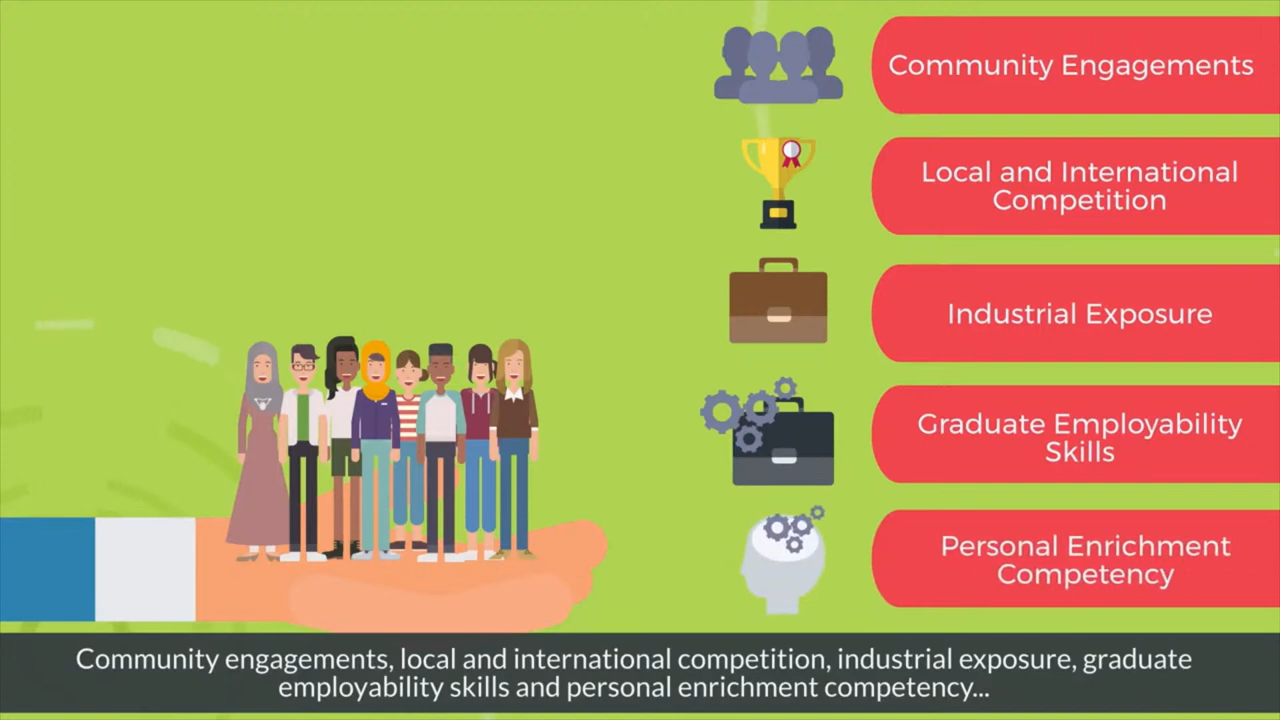 Community Engagements
Local and International
Competition
Industrial Exposure
Graduate Employability
Skills
Personal Enrichment
Competency
Community engagements, local and international competition, industrial exposure, graduate
employability skills and personal enrichment competency...